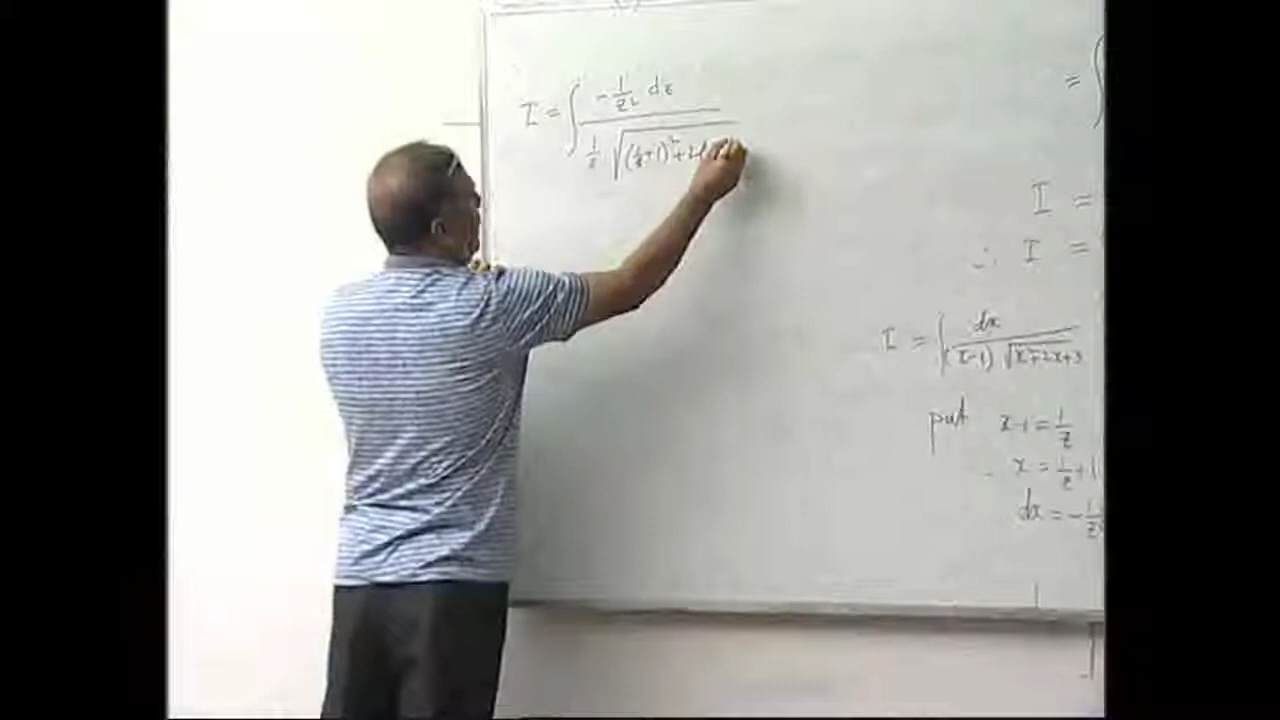 I = ∫ -1/z² dz
1/z √(1/z+1)²+2(
= ∫
I =
∴ I =
I = ∫ dx
(x-1) √x²+2x+3
put x-1 = 1/z
∴ x = 1/z + 1
dx = -1/z²